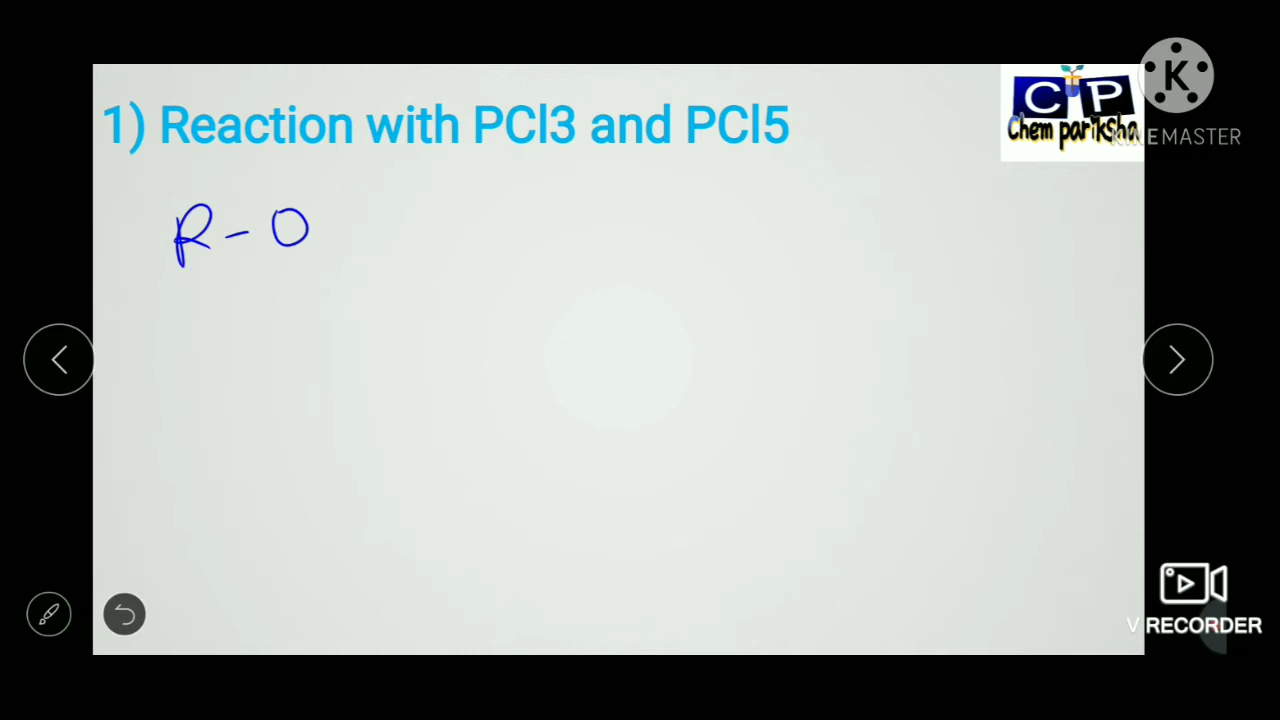 1) Reaction with PCl3 and PCl5
CP
Chem pariksha
K
KINEMASTER
R - O
V RECORDER